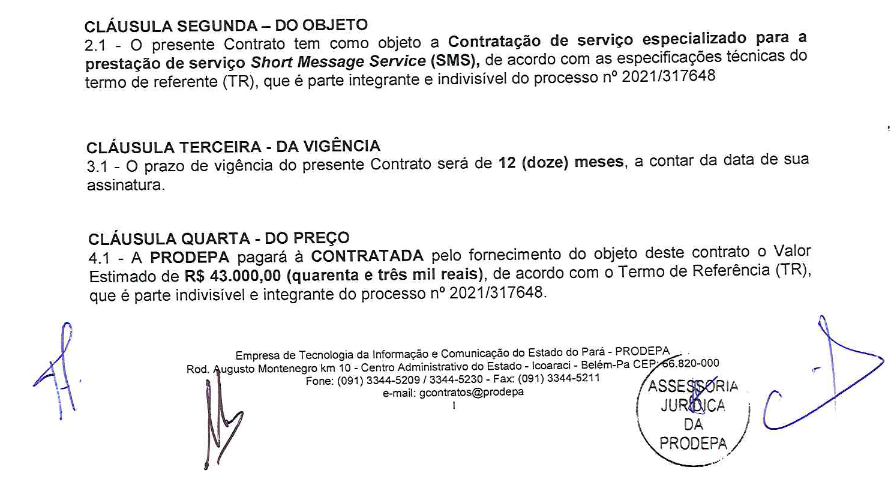 CLÁUSULA SEGUNDA – DO OBJETO
2.1 - O presente Contrato tem como objeto a Contratação de serviço especializado para a
prestação de serviço Short Message Service (SMS), de acordo com as especificações técnicas do
termo de referente (TR), que é parte integrante e indivisível do processo nº 2021/317648
CLÁUSULA TERCEIRA - DA VIGÊNCIA
3.1 - O prazo de vigência do presente Contrato será de 12 (doze) meses, a contar da data de sua
assinatura.
CLÁUSULA QUARTA - DO PREÇO
4.1 - A PRODEPA pagará à CONTRATADA pelo fornecimento do objeto deste contrato o Valor
Estimado de R$ 43.000,00 (quarenta e três mil reais), de acordo com o Termo de Referência (TR),
que é parte indivisível e integrante do processo nº 2021/317648.
Empresa de Tecnologia da Informação e Comunicação do Estado do Pará - PRODEPA
Rod. Augusto Montenegro km 10 - Centro Administrativo do Estado - Icoaraci - Belém-Pa CEP: 66.820-000
Fone: (091) 3344-5209 / 3344-5230 - Fax: (091) 3344-5211
e-mail: gcontratos@prodepa
1
ASSESSORIA
JURÍDICA
DA
PRODEPA